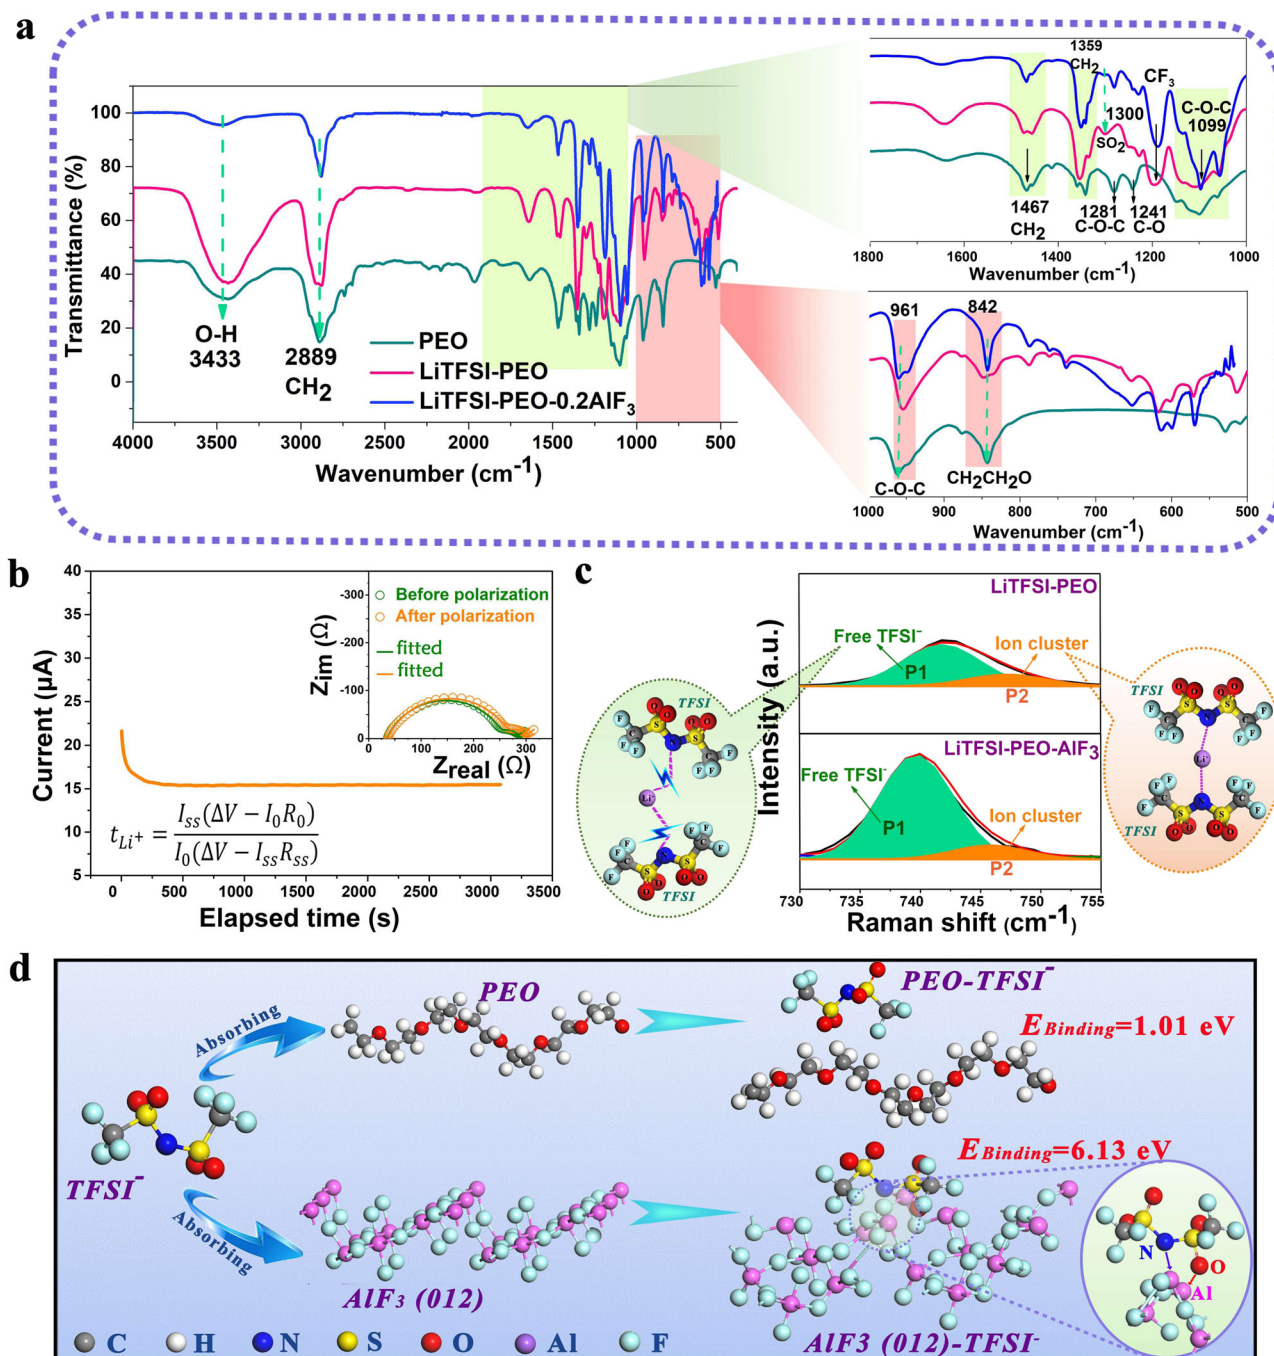 a
100
80
60
40
20
0
Transmittance (%)
O-H
3433
2889
CH2
PEO
LiTFSI-PEO
LiTFSI-PEO-0.2AlF3
4000 3500 3000 2500 2000 1500 1000 500
Wavenumber (cm-1)
1359
CH2
CF3
1300
SO2
C-O-C
1099
1467
CH2
1281
C-O-C
1241
C-O
1800 1600 1400 1200 1000
Wavenumber (cm-1)
961
842
C-O-C
CH2CH2O
1000 900 800 700 600 500
Wavenumber (cm-1)
b
40
35
30
25
20
15
10
5
Current (µA)
0 500 1000 1500 2000 2500 3000 3500
Elapsed time (s)
tLi+ = Iss(ΔV − I0R0) / I0(ΔV − IssRss)
-300
-200
-100
0
Zim (Ω)
Before polarization
After polarization
fitted
fitted
0 100 200 300 400 500
Zreal (Ω)
c
LiTFSI-PEO
Free TFSI-
Ion cluster
P1
P2
LiTFSI-PEO-AlF3
Free TFSI-
Ion cluster
P1
P2
Intensity (a.u.)
730 735 740 745 750 755
Raman shift (cm-1)
TFSI
Li+
TFSI
TFSI
Li+
TFSI
d
Absorbing
PEO
PEO-TFSI-
EBinding=1.01 eV
TFSI-
EBinding=6.13 eV
Absorbing
AlF3 (012)
AlF3 (012)-TFSI-
N
O
Al
C H N S O Al F